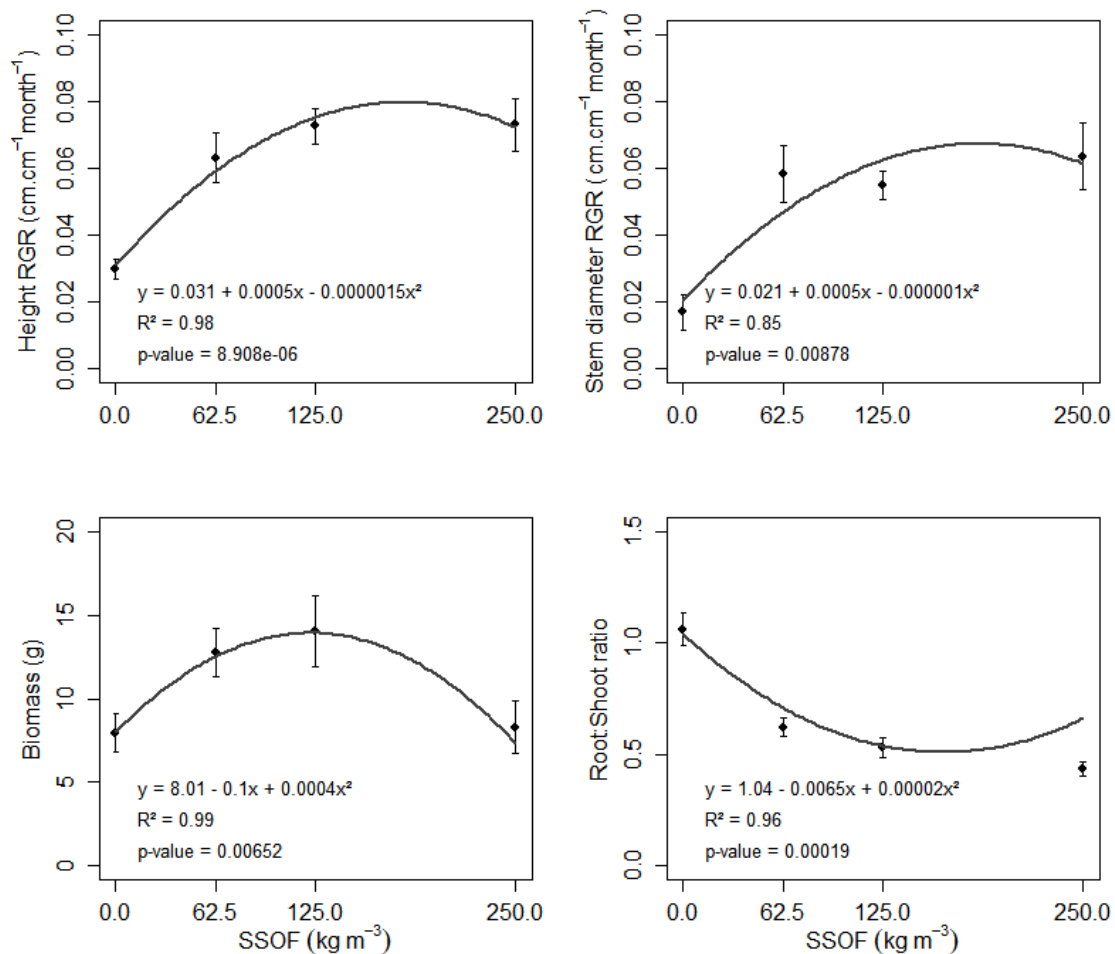 Height RGR (cm.cm⁻¹month⁻¹)
0.00 0.02 0.04 0.06 0.08 0.10
y = 0.031 + 0.0005x - 0.0000015x²
R² = 0.98
p-value = 8.908e-06
0.0 62.5 125.0 250.0
Stem diameter RGR (cm.cm⁻¹month⁻¹)
0.00 0.02 0.04 0.06 0.08 0.10
y = 0.021 + 0.0005x - 0.000001x²
R² = 0.85
p-value = 0.00878
0.0 62.5 125.0 250.0
Biomass (g)
0 5 10 15 20
y = 8.01 - 0.1x + 0.0004x²
R² = 0.99
p-value = 0.00652
0.0 62.5 125.0 250.0
SSOF (kg m⁻³)
Root:Shoot ratio
0.0 0.5 1.0 1.5
y = 1.04 - 0.0065x + 0.00002x²
R² = 0.96
p-value = 0.00019
0.0 62.5 125.0 250.0
SSOF (kg m⁻³)